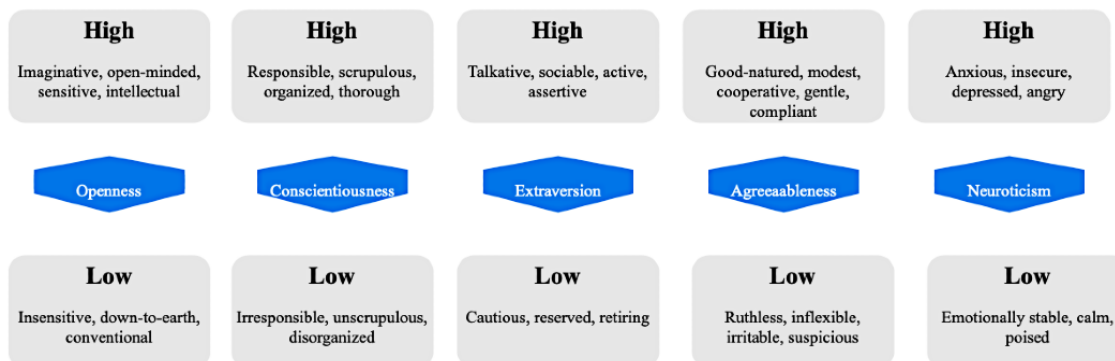 High
Imaginative, open-minded,
sensitive, intellectual
High
Responsible, scrupulous,
organized, thorough
High
Talkative, sociable, active,
assertive
High
Good-natured, modest,
cooperative, gentle,
compliant
High
Anxious, insecure,
depressed, angry
Openness
Conscientiousness
Extraversion
Agreeaableness
Neuroticism
Low
Insensitive, down-to-earth,
conventional
Low
Irresponsible, unscrupulous,
disorganized
Low
Cautious, reserved, retiring
Low
Ruthless, inflexible,
irritable, suspicious
Low
Emotionally stable, calm,
poised